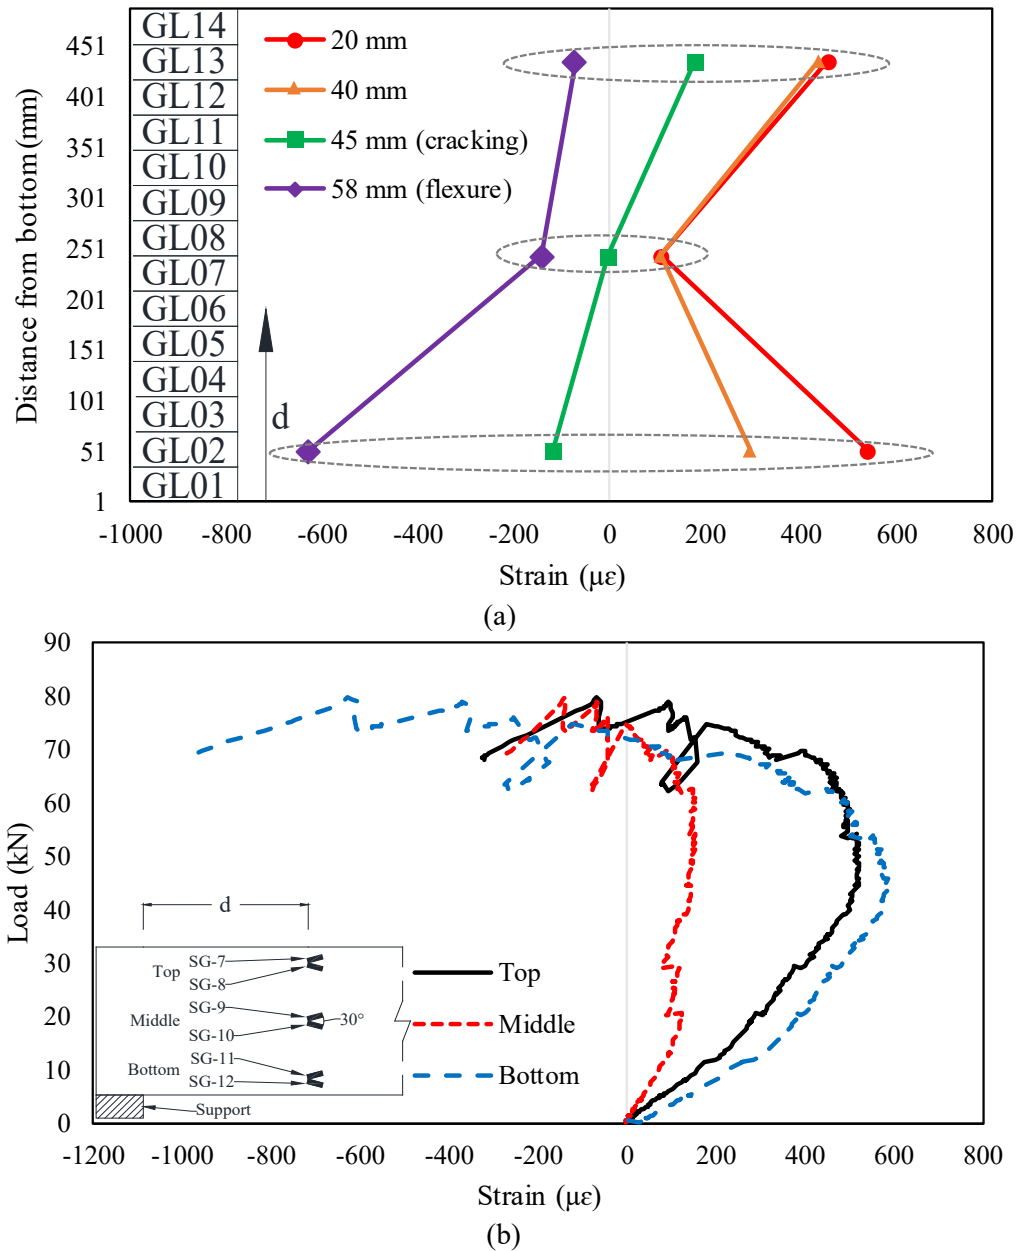 GL14
GL13
GL12
GL11
GL10
GL09
GL08
GL07
GL06
GL05
GL04
GL03
GL02
GL01
451
401
351
301
251
201
151
101
51
1
Distance from bottom (mm)
20 mm
40 mm
45 mm (cracking)
58 mm (flexure)
d
-1000 -800 -600 -400 -200 0 200 400 600 800
Strain (με)
(a)
90
80
70
60
50
40
30
20
10
0
Load (kN)
d
Top
SG-7
SG-8
Middle
SG-9
SG-10
30°
Bottom
SG-11
SG-12
Support
Top
Middle
Bottom
-1200 -1000 -800 -600 -400 -200 0 200 400 600 800
Strain (με)
(b)